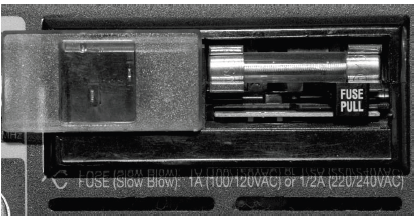 FUSE
PULL
FUSE (Slow Blow): 1A (100/120VAC) or 1/2A (220/240VAC)